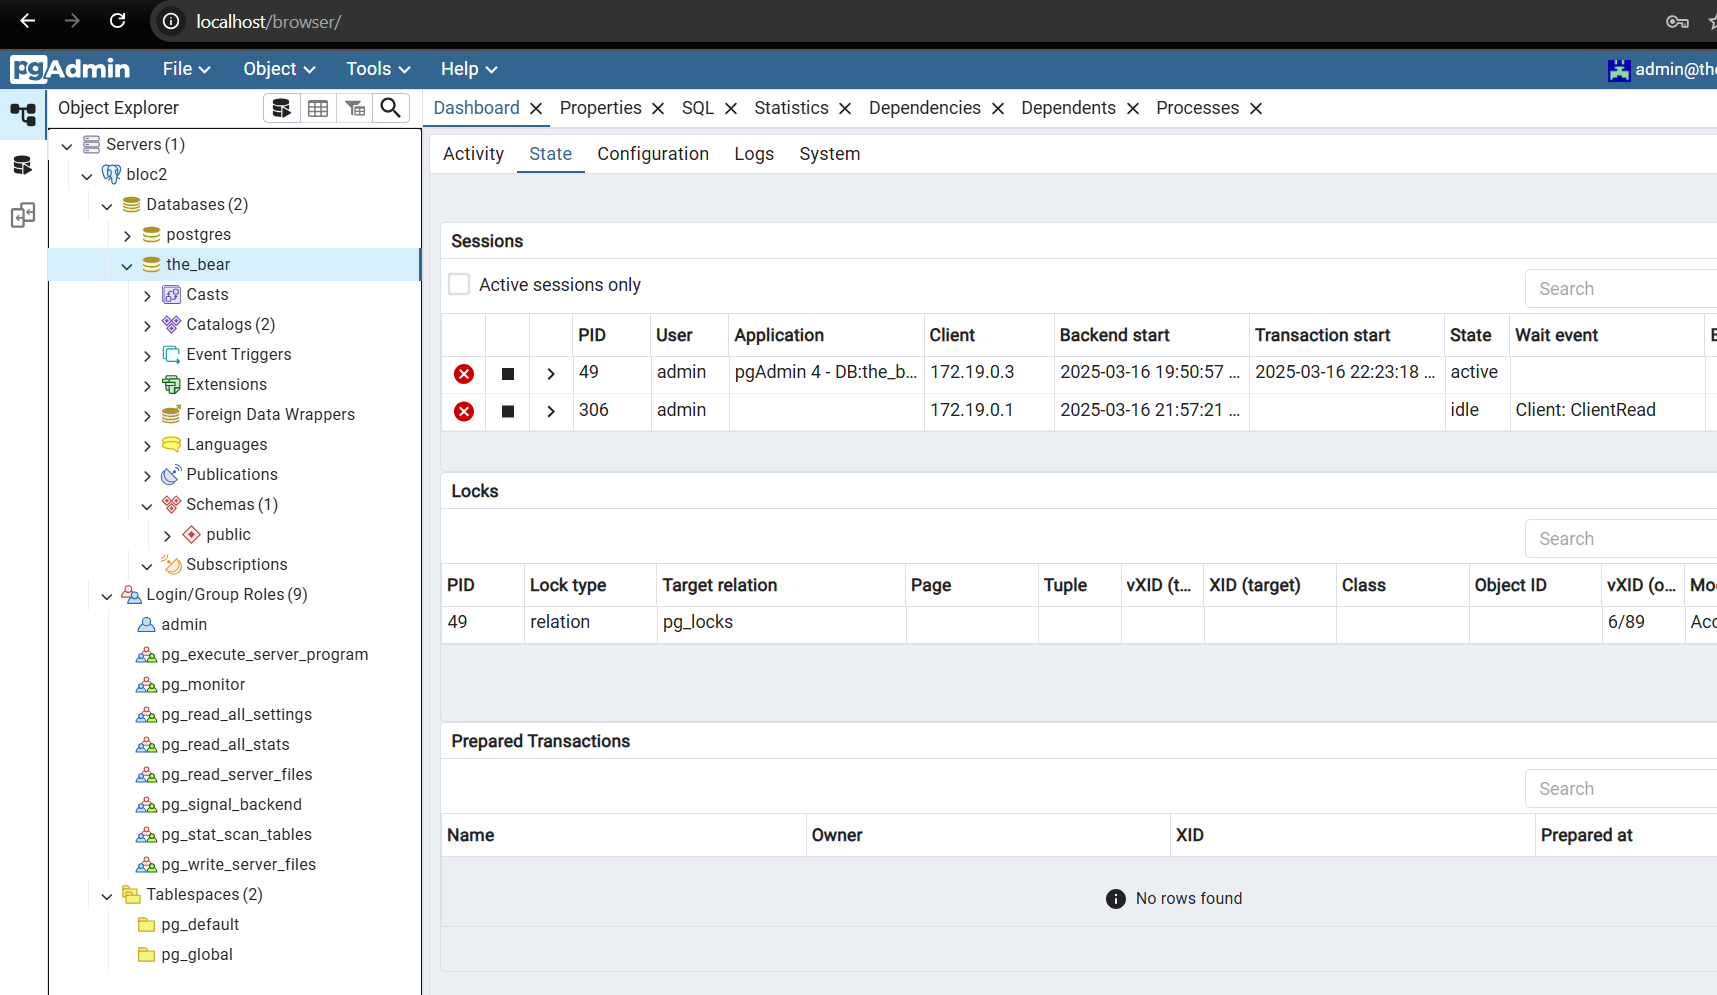 localhost/browser/
pgAdmin File Object Tools Help admin@the
Object Explorer Dashboard Properties SQL Statistics Dependencies Dependents Processes
Activity State Configuration Logs System
Servers (1)
bloc2
Databases (2)
postgres
the_bear
Casts
Catalogs (2)
Event Triggers
Extensions
Foreign Data Wrappers
Languages
Publications
Schemas (1)
public
Subscriptions
Login/Group Roles (9)
admin
pg_execute_server_program
pg_monitor
pg_read_all_settings
pg_read_all_stats
pg_read_server_files
pg_signal_backend
pg_stat_scan_tables
pg_write_server_files
Tablespaces (2)
pg_default
pg_global
Sessions
Active sessions only Search
PID User Application Client Backend start Transaction start State Wait event
49 admin pgAdmin 4 - DB:the_b... 172.19.0.3 2025-03-16 19:50:57 ... 2025-03-16 22:23:18 ... active
306 admin 172.19.0.1 2025-03-16 21:57:21 ... idle Client: ClientRead
Locks
Search
PID Lock type Target relation Page Tuple vXID (t... XID (target) Class Object ID vXID (o... Mo
49 relation pg_locks 6/89 Acc
Prepared Transactions
Search
Name Owner XID Prepared at
No rows found